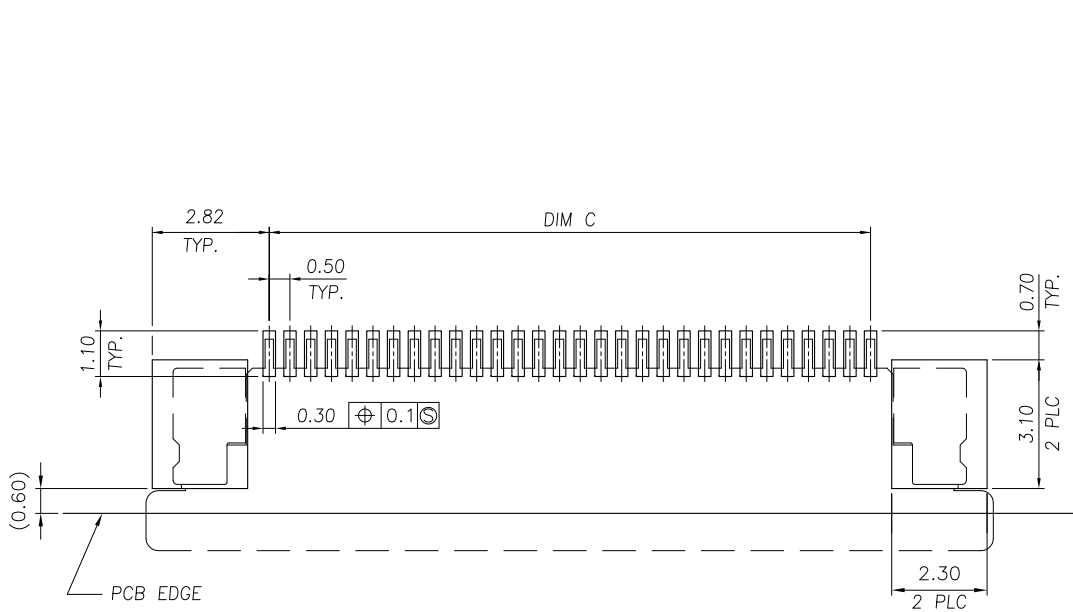 2.82
TYP.
DIM C
0.50
TYP.
0.70
TYP.
1.10
TYP.
0.30 ⌖ 0.1 Ⓢ
3.10
2 PLC
(0.60)
PCB EDGE
2.30
2 PLC